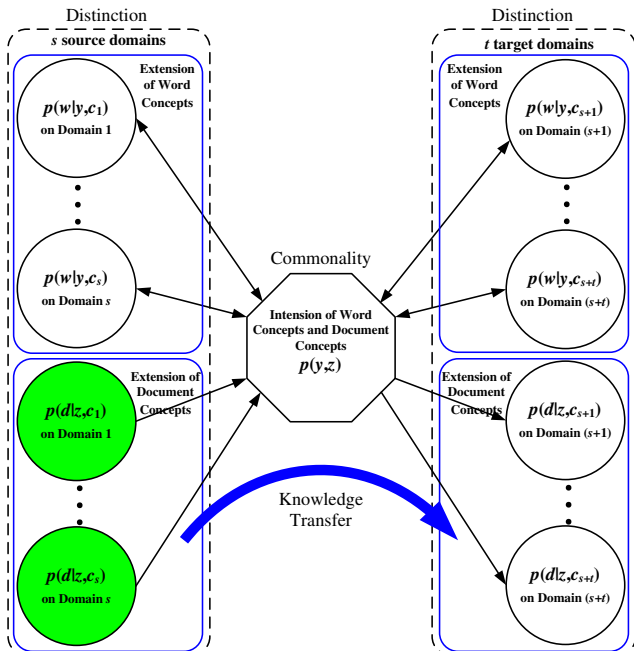 Distinction
s source domains
Extension
of Word
Concepts
p(w|y,c1)
on Domain 1
p(w|y,cs)
on Domain s
Extension of
Document
Concepts
p(d|z,c1)
on Domain 1
p(d|z,cs)
on Domain s
Commonality
Intension of Word
Concepts and Document
Concepts
p(y,z)
Knowledge
Transfer
Distinction
t target domains
Extension
of Word
Concepts
p(w|y,cs+1)
on Domain (s+1)
p(w|y,cs+t)
on Domain (s+t)
Extension of
Document
Concepts
p(d|z,cs+1)
on Domain (s+1)
p(d|z,cs+t)
on Domain (s+t)